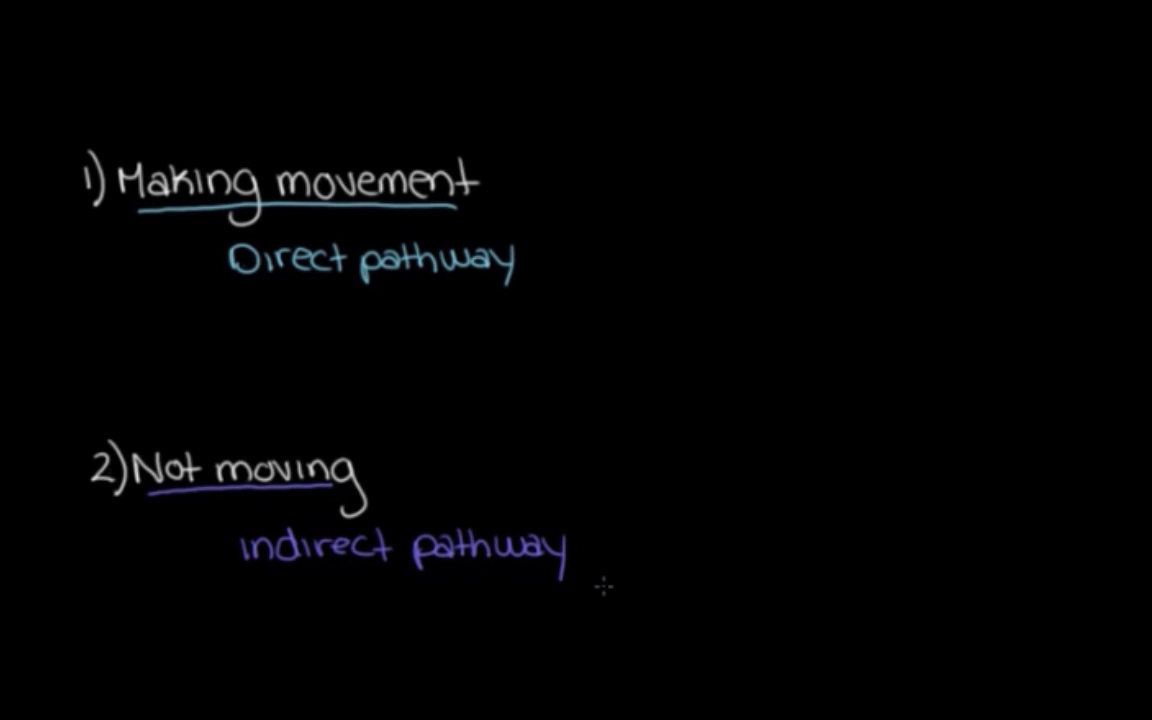 1) Making movement
Direct pathway
2) Not moving
indirect pathway